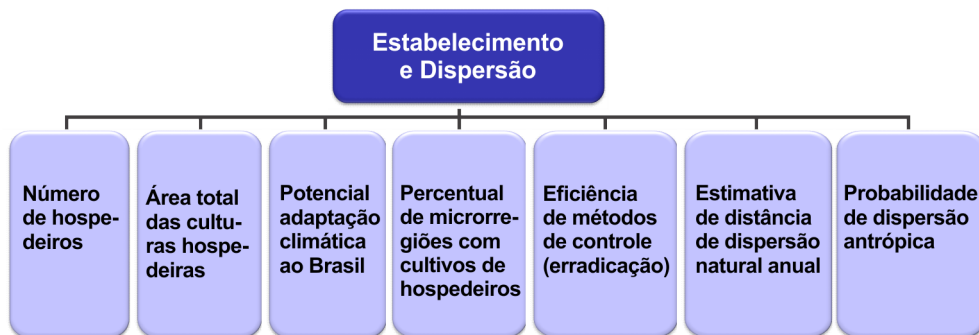 Estabelecimento
e Dispersão
Número
de hospe-
deiros
Área total
das cultu-
ras hospe-
deiras
Potencial
adaptação
climática
ao Brasil
Percentual
de microrre-
giões com
cultivos de
hospedeiros
Eficiência
de métodos
de controle
(erradicação)
Estimativa
de distância
de dispersão
natural anual
Probabilidade
de dispersão
antrópica